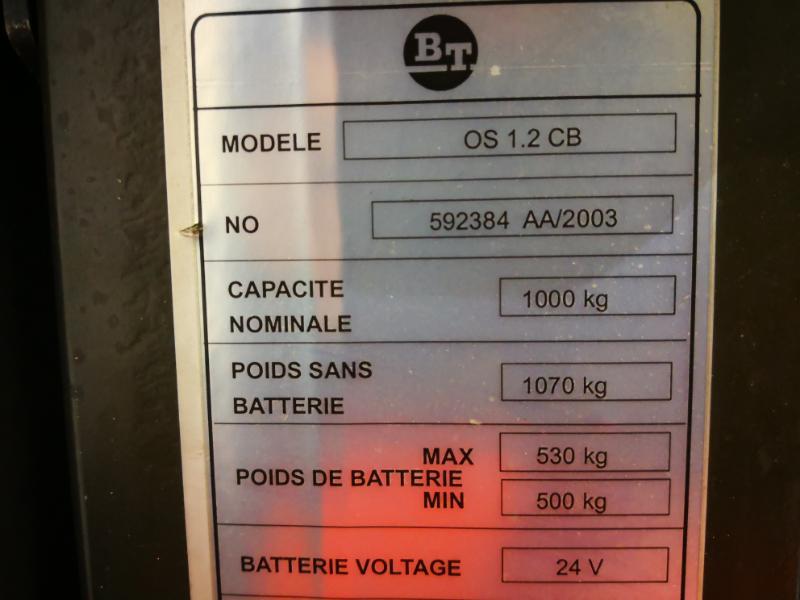 BT
MODELE OS 1.2 CB
NO 592384 AA/2003
CAPACITE
NOMINALE 1000 kg
POIDS SANS
BATTERIE 1070 kg
POIDS DE BATTERIE
MAX 530 kg
MIN 500 kg
BATTERIE VOLTAGE 24 V